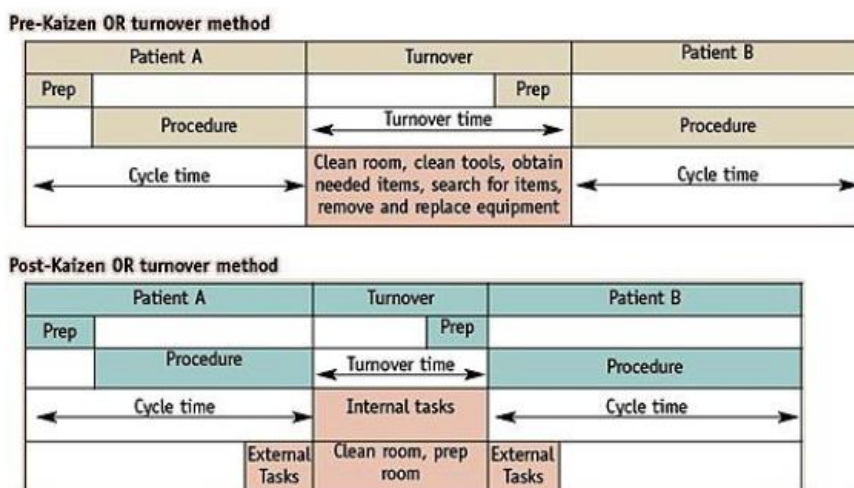 Pre-Kaizen OR turnover method
Patient A Turnover Patient B
Prep Prep
Procedure Turnover time Procedure
Cycle time Clean room, clean tools, obtain Cycle time
needed items, search for items,
remove and replace equipment
Post-Kaizen OR turnover method
Patient A Turnover Patient B
Prep Prep
Procedure Turnover time Procedure
Cycle time Internal tasks Cycle time
External Clean room, prep External
Tasks room Tasks